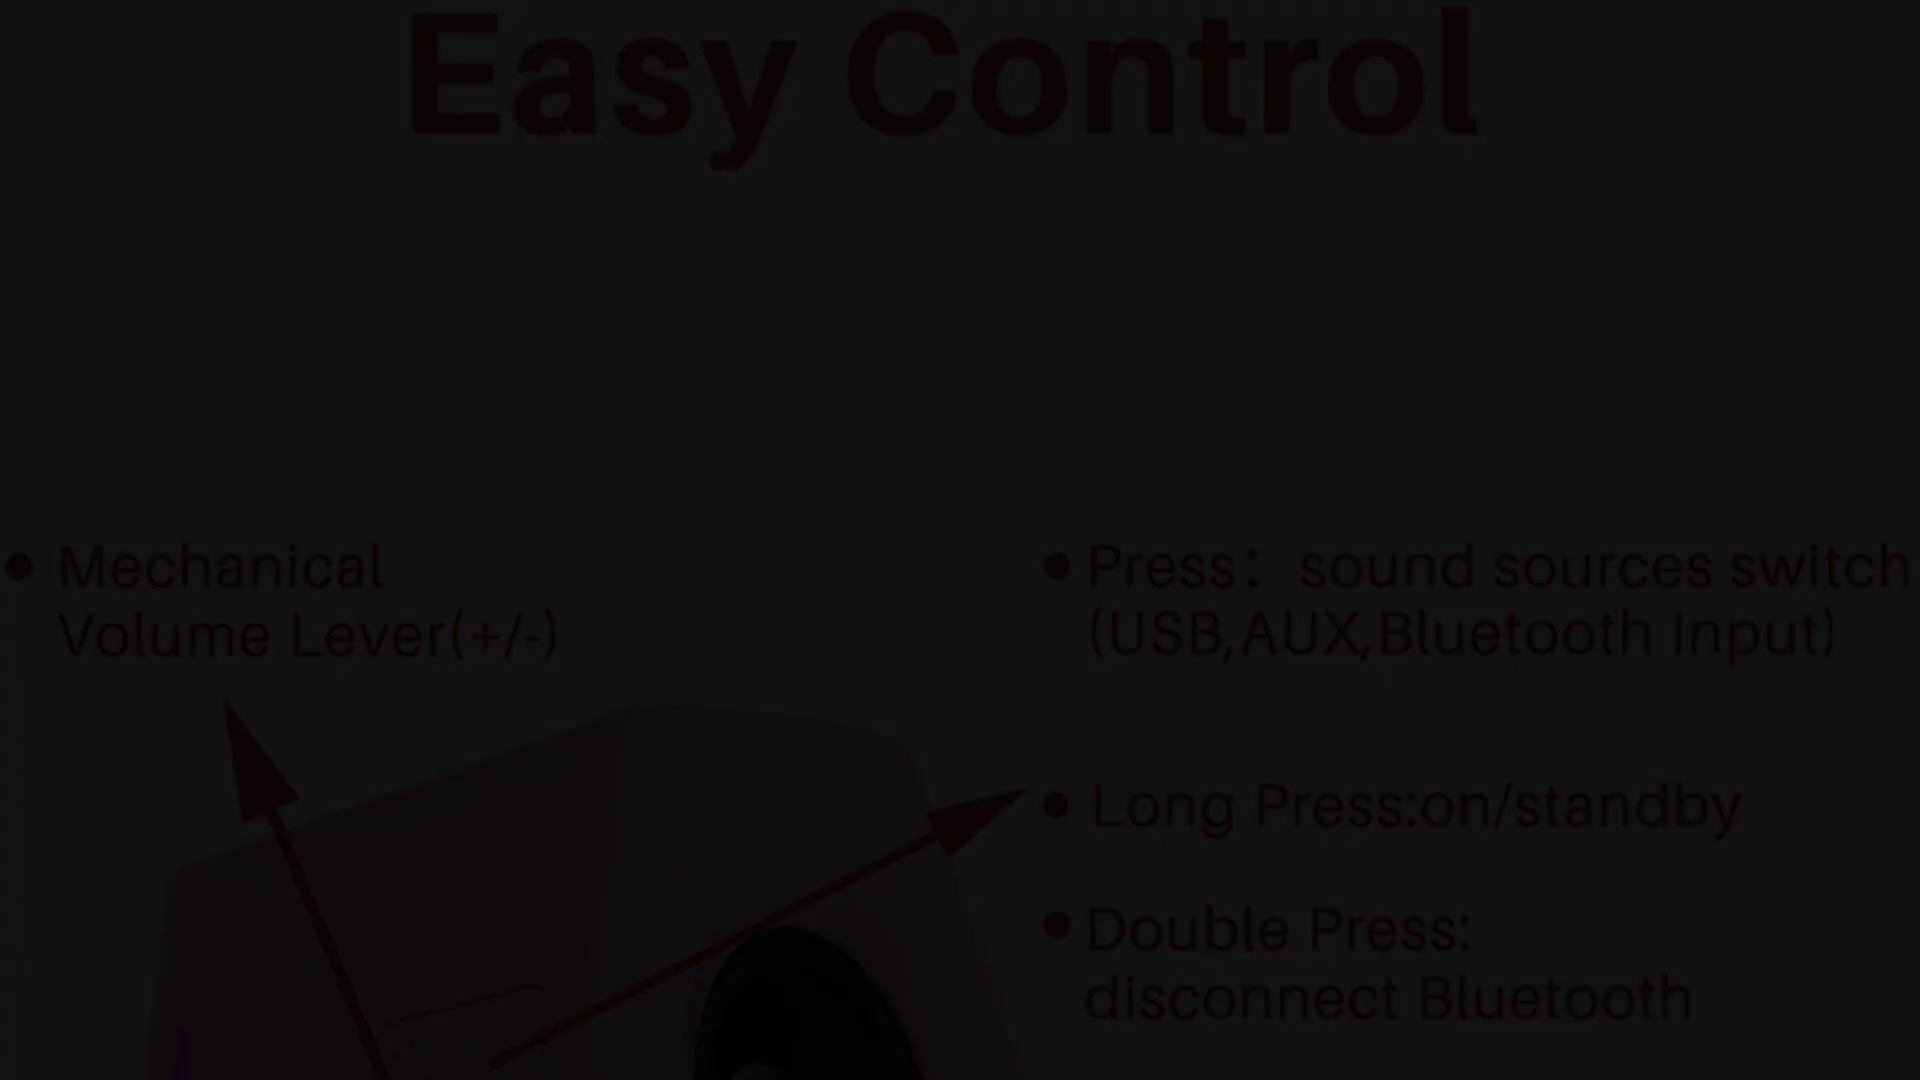 Easy Control
Mechanical
Volume Lever(+/-)
Press：sound sources switch
(USB,AUX,Bluetooth Input)
Long Press:on/standby
Double Press:
disconnect Bluetooth